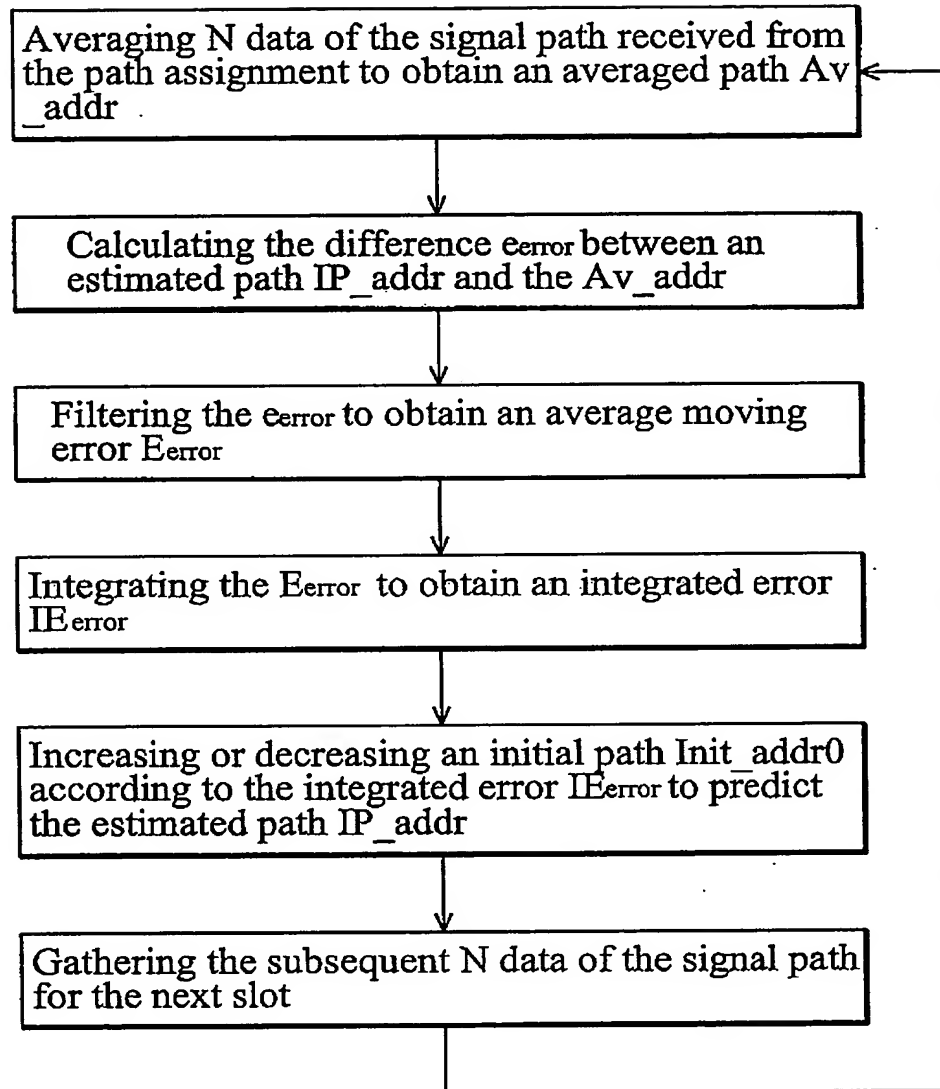 Averaging N data of the signal path received from
the path assignment to obtain an averaged path Av
_addr
Calculating the difference eerror between an
estimated path IP_addr and the Av_addr
Filtering the eerror to obtain an average moving
error Eerror
Integrating the Eerror to obtain an integrated error
IEerror
Increasing or decreasing an initial path Init_addr0
according to the integrated error IEerror to predict
the estimated path IP_addr
Gathering the subsequent N data of the signal path
for the next slot